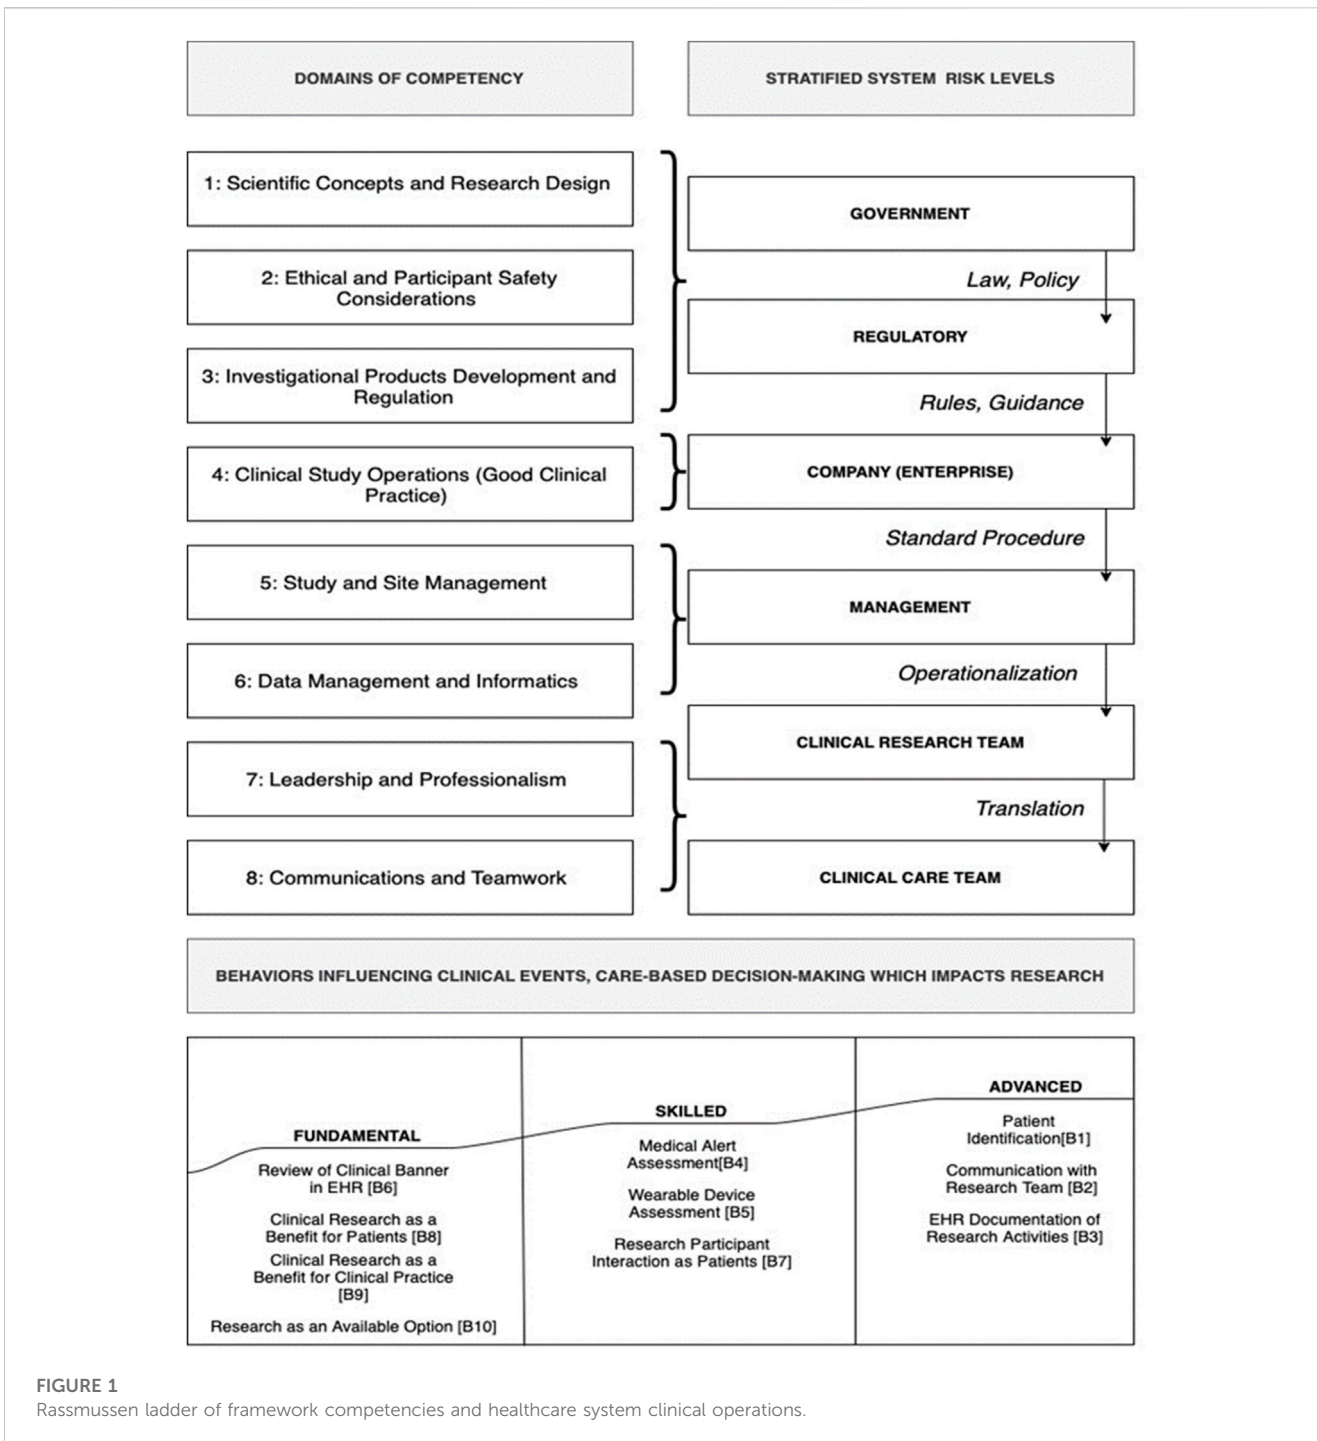 DOMAINS OF COMPETENCY
STRATIFIED SYSTEM RISK LEVELS
1: Scientific Concepts and Research Design
2: Ethical and Participant Safety
Considerations
3: Investigational Products Development and
Regulation
4: Clinical Study Operations (Good Clinical
Practice)
5: Study and Site Management
6: Data Management and Informatics
7: Leadership and Professionalism
8: Communications and Teamwork
GOVERNMENT
Law, Policy
REGULATORY
Rules, Guidance
COMPANY (ENTERPRISE)
Standard Procedure
MANAGEMENT
Operationalization
CLINICAL RESEARCH TEAM
Translation
CLINICAL CARE TEAM
BEHAVIORS INFLUENCING CLINICAL EVENTS, CARE-BASED DECISION-MAKING WHICH IMPACTS RESEARCH
FUNDAMENTAL
Review of Clinical Banner
in EHR [B6]
Clinical Research as a
Benefit for Patients [B8]
Clinical Research as a
Benefit for Clinical Practice
[B9]
Research as an Available Option [B10]
SKILLED
Medical Alert
Assessment[B4]
Wearable Device
Assessment [B5]
Research Participant
Interaction as Patients [B7]
ADVANCED
Patient
Identification[B1]
Communication with
Research Team [B2]
EHR Documentation of
Research Activities [B3]
FIGURE 1
Rassmussen ladder of framework competencies and healthcare system clinical operations.